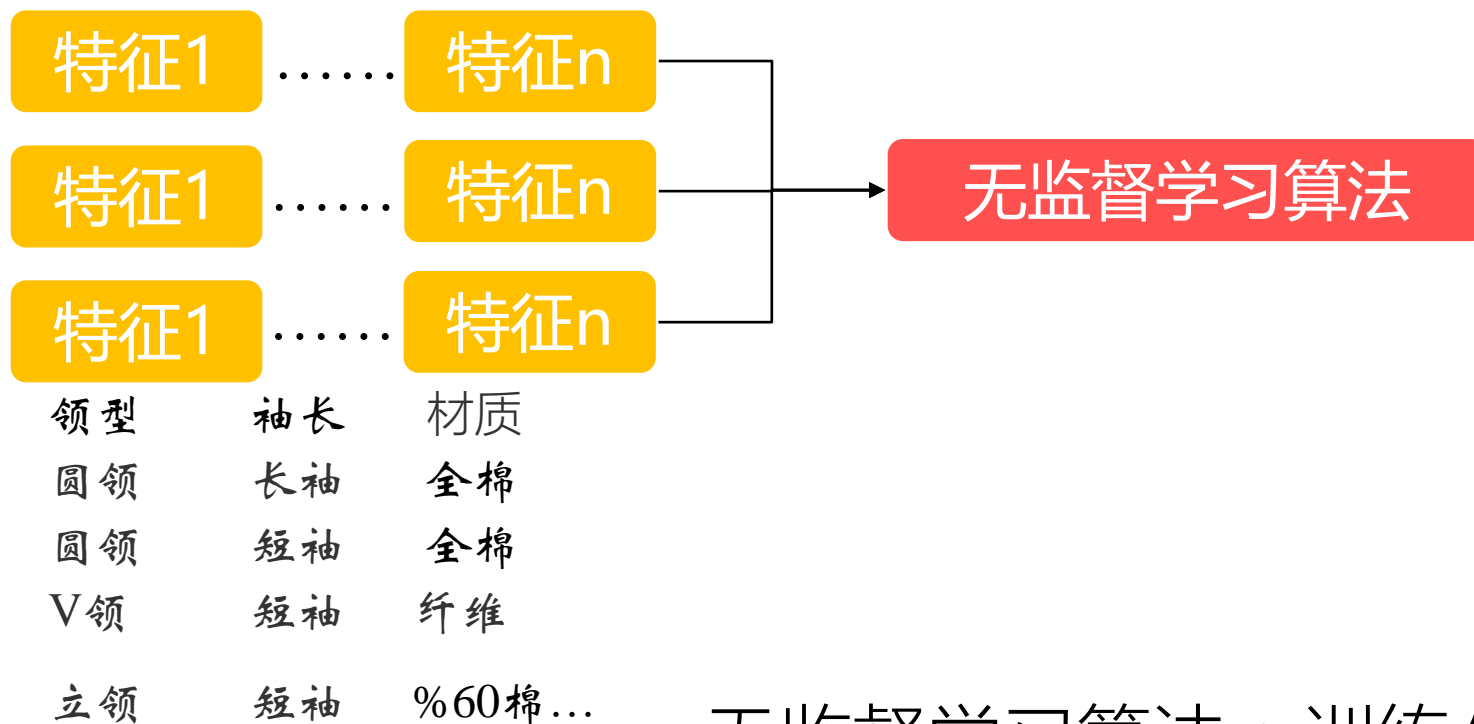 特征1 ...... 特征n
特征1 ...... 特征n
无监督学习算法
特征1 ...... 特征n
领型 袖长 材质
圆领 长袖 全棉
圆领 短袖 全棉
V领 短袖 纤维
立领 短袖 %60棉...